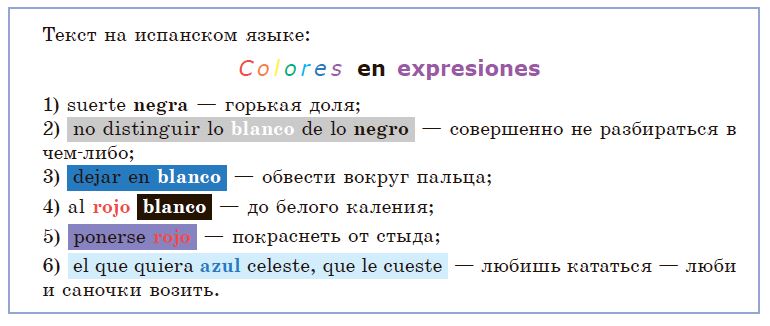 Текст на испанском языке:
Colores en expresiones
1) suerte negra — горькая доля;
2) no distinguir lo blanco de lo negro — совершенно не разбираться в
чем-либо;
3) dejar en blanco — обвести вокруг пальца;
4) al rojo blanco — до белого каления;
5) ponerse rojo — покраснеть от стыда;
6) el que quiera azul celeste, que le cueste — любишь кататься — люби
и саночки возить.